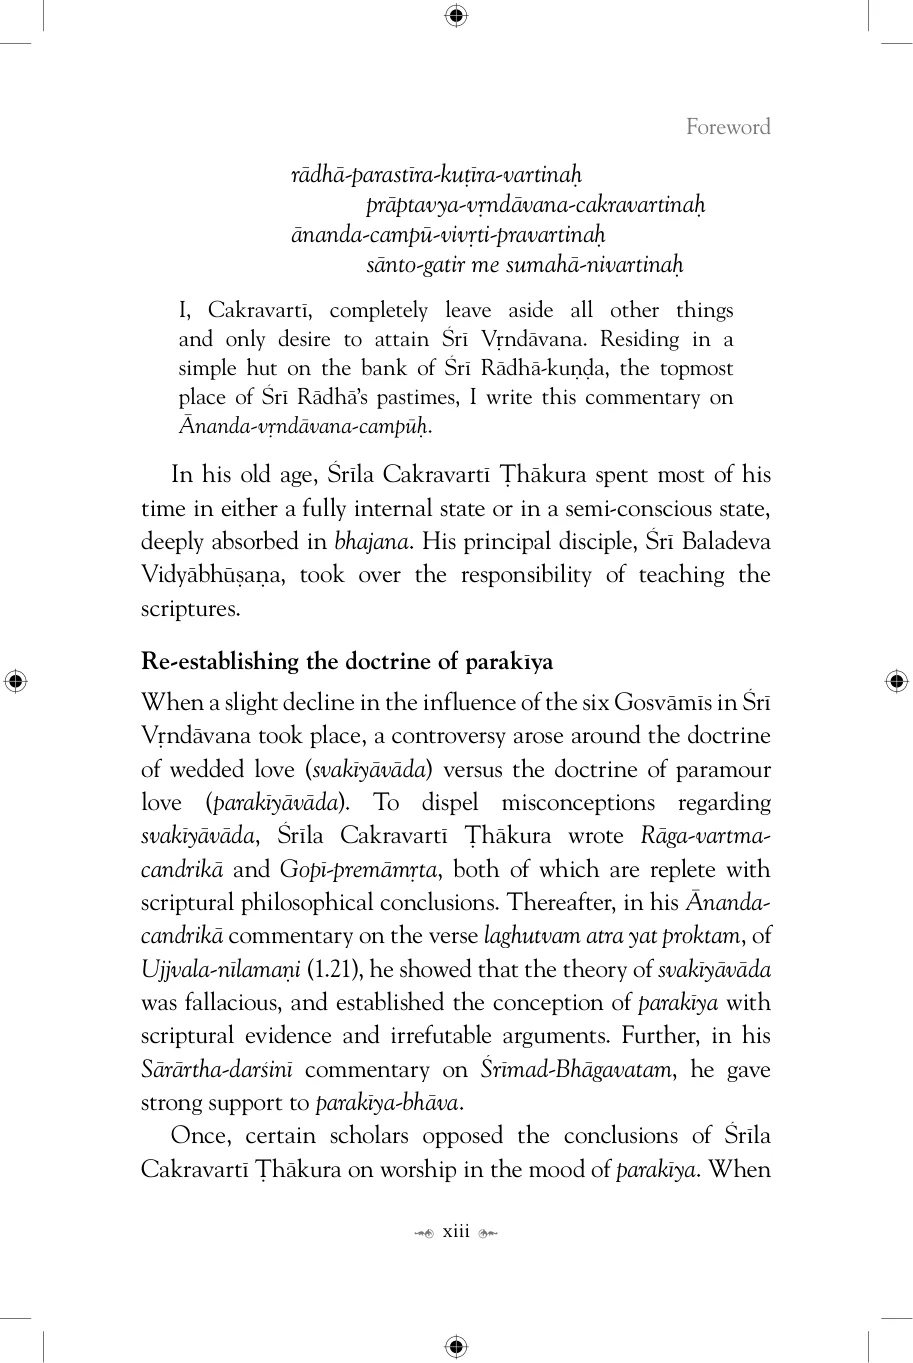 Foreword
rādhā-parastīra-kuṭīra-vartinaḥ
prāptavya-vṛndāvana-cakravartinaḥ
ānanda-campū-vivṛti-pravartinaḥ
sānto-gatir me sumahā-nivartinaḥ
I, Cakravartī, completely leave aside all other things
and only desire to attain Śrī Vṛndāvana. Residing in a
simple hut on the bank of Śrī Rādhā-kuṇḍa, the topmost
place of Śrī Rādhā’s pastimes, I write this commentary on
Ānanda-vṛndāvana-campūḥ.
In his old age, Śrīla Cakravartī Ṭhākura spent most of his
time in either a fully internal state or in a semi-conscious state,
deeply absorbed in bhajana. His principal disciple, Śrī Baladeva
Vidyābhūṣaṇa, took over the responsibility of teaching the
scriptures.
Re-establishing the doctrine of parakīya
When a slight decline in the influence of the six Gosvāmīs in Śrī
Vṛndāvana took place, a controversy arose around the doctrine
of wedded love (svakīyāvāda) versus the doctrine of paramour
love (parakīyāvāda). To dispel misconceptions regarding
svakīyāvāda, Śrīla Cakravartī Ṭhākura wrote Rāga-vartma-
candrikā and Gopī-premāmṛta, both of which are replete with
scriptural philosophical conclusions. Thereafter, in his Ānanda-
candrikā commentary on the verse laghutvam atra yat proktam, of
Ujjvala-nīlamaṇi (1.21), he showed that the theory of svakīyāvāda
was fallacious, and established the conception of parakīya with
scriptural evidence and irrefutable arguments. Further, in his
Sārārtha-darśinī commentary on Śrīmad-Bhāgavatam, he gave
strong support to parakīya-bhāva.
Once, certain scholars opposed the conclusions of Śrīla
Cakravartī Ṭhākura on worship in the mood of parakīya. When
xiii